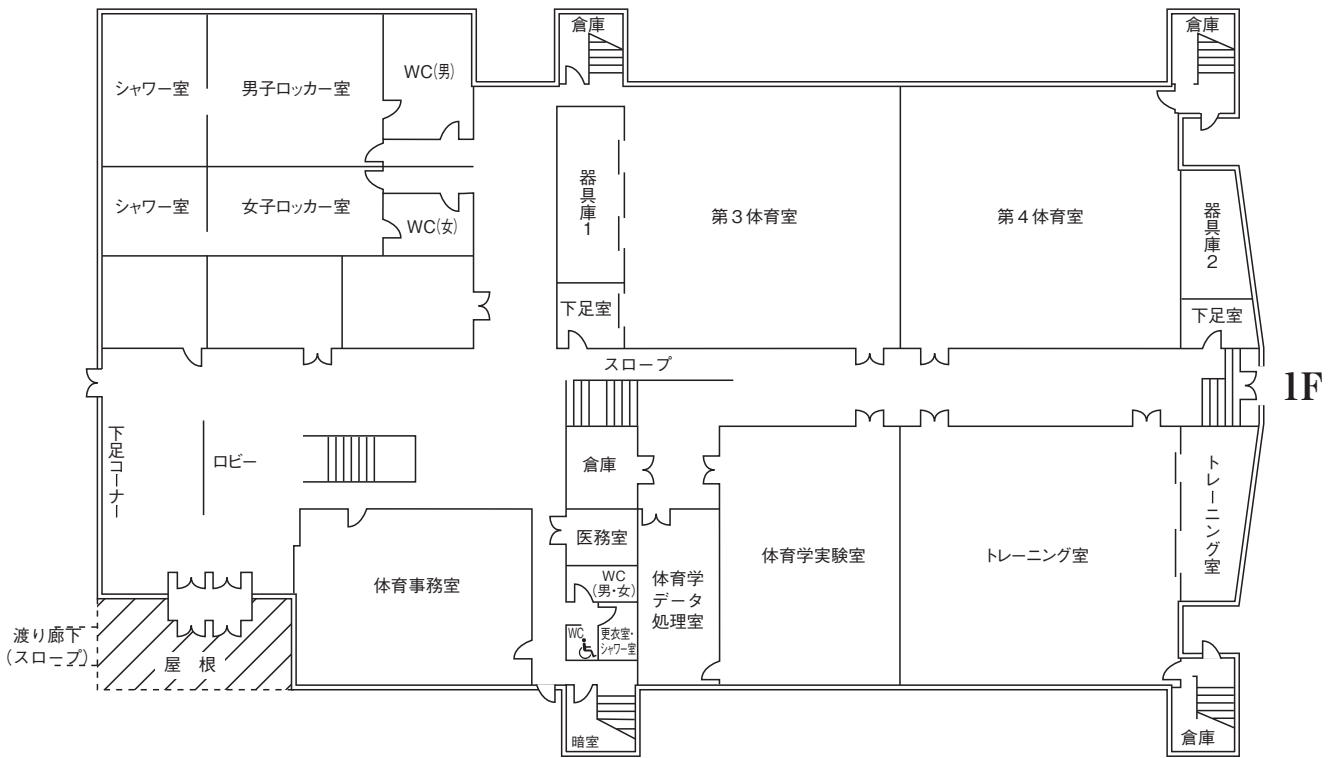 倉庫
倉庫
シャワー室
男子ロッカー室
WC(男)
シャワー室
女子ロッカー室
WC(女)
器具庫1
第3体育室
第4体育室
器具庫2
下足室
下足室
スロープ
1F
下足コーナー
ロビー
倉庫
トレーニング室
医務室
体育学実験室
トレーニング室
体育事務室
WC
(男・女)
体育学
データ
処理室
WC
更衣室・
シャワー室
渡り廊下
(スロープ)
屋根
暗室
倉庫